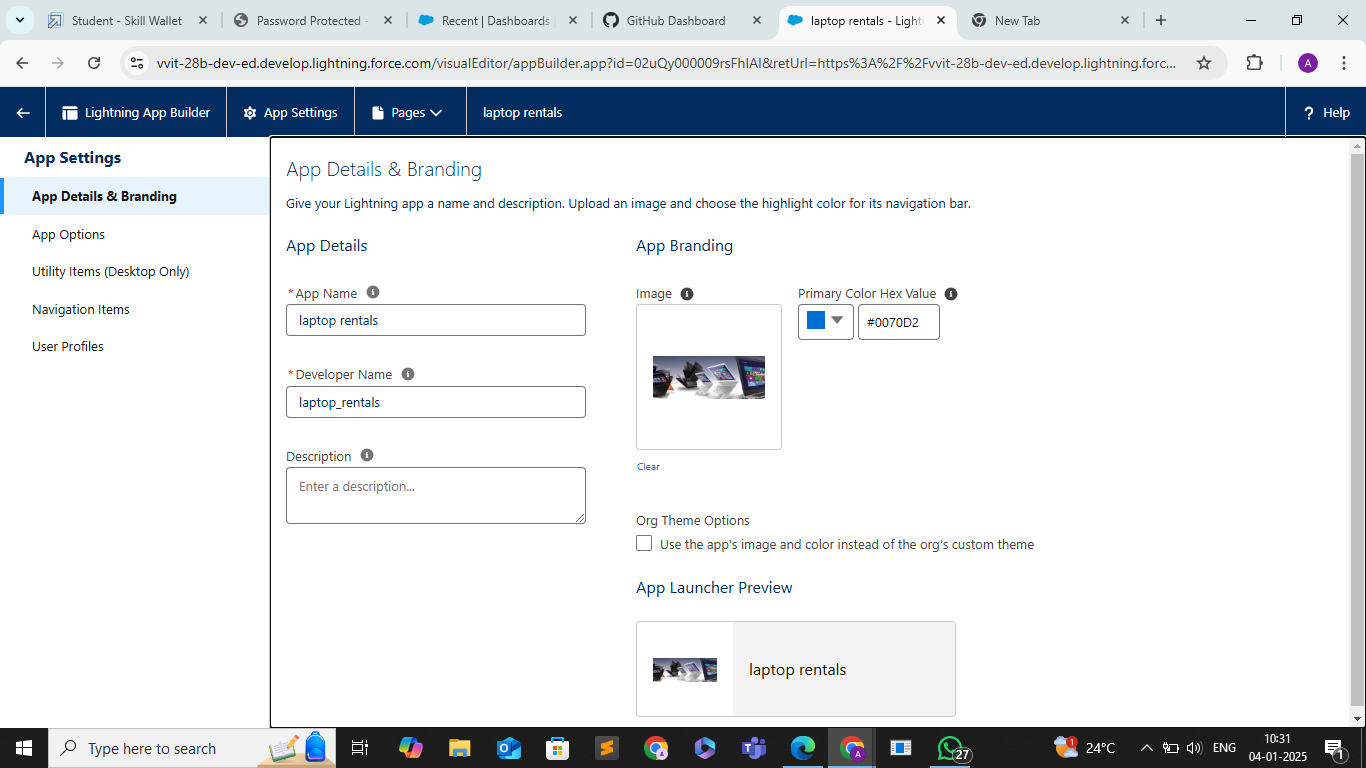 Student - Skill Wallet
Password Protected -
Recent | Dashboards
GitHub Dashboard
laptop rentals - Light
New Tab
vvit-28b-dev-ed.develop.lightning.force.com/visualEditor/appBuilder.app?id=02uQy000009rsFhIAI&retUrl=https%3A%2F%2Fvvit-28b-dev-ed.develop.lightning.forc...
A
Lightning App Builder
App Settings
Pages
laptop rentals
? Help
App Settings
App Details & Branding
App Options
Utility Items (Desktop Only)
Navigation Items
User Profiles
App Details & Branding
Give your Lightning app a name and description. Upload an image and choose the highlight color for its navigation bar.
App Details
*App Name
laptop rentals
*Developer Name
laptop_rentals
Description
Enter a description...
App Branding
Image
Clear
Primary Color Hex Value
#0070D2
Org Theme Options
Use the app's image and color instead of the org's custom theme
App Launcher Preview
laptop rentals
Type here to search
A
27
1
24°C
ENG
10:31
04-01-2025
1